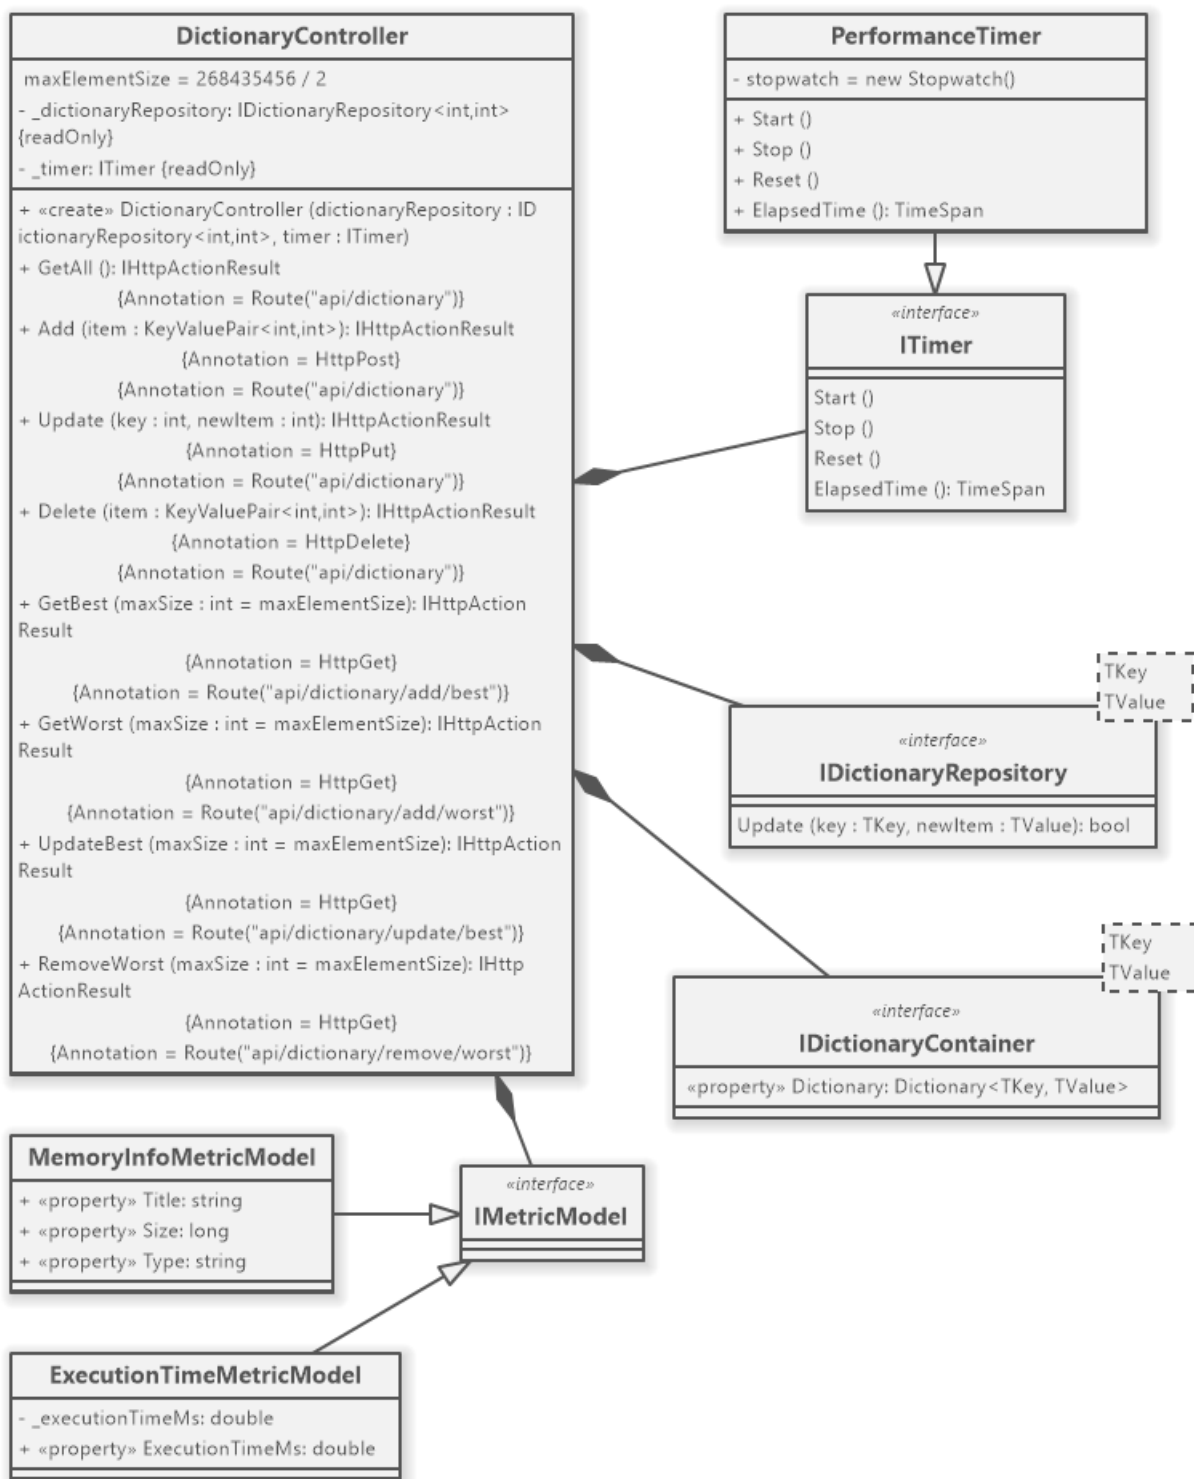 DictionaryController
maxElementSize = 268435456 / 2
- _dictionaryRepository: IDictionaryRepository<int,int>
{readOnly}
- _timer: ITimer {readOnly}
+ «create» DictionaryController (dictionaryRepository : ID
ictionaryRepository<int,int>, timer : ITimer)
+ GetAll (): IHttpActionResult
{Annotation = Route("api/dictionary")}
+ Add (item : KeyValuePair<int,int>): IHttpActionResult
{Annotation = HttpPost}
{Annotation = Route("api/dictionary")}
+ Update (key : int, newItem : int): IHttpActionResult
{Annotation = HttpPut}
{Annotation = Route("api/dictionary")}
+ Delete (item : KeyValuePair<int,int>): IHttpActionResult
{Annotation = HttpDelete}
{Annotation = Route("api/dictionary")}
+ GetBest (maxSize : int = maxElementSize): IHttpAction
Result
{Annotation = HttpGet}
{Annotation = Route("api/dictionary/add/best")}
+ GetWorst (maxSize : int = maxElementSize): IHttpAction
Result
{Annotation = HttpGet}
{Annotation = Route("api/dictionary/add/worst")}
+ UpdateBest (maxSize : int = maxElementSize): IHttpAction
Result
{Annotation = HttpGet}
{Annotation = Route("api/dictionary/update/best")}
+ RemoveWorst (maxSize : int = maxElementSize): IHttp
ActionResult
{Annotation = HttpGet}
{Annotation = Route("api/dictionary/remove/worst")}
PerformanceTimer
- stopwatch = new Stopwatch()
+ Start ()
+ Stop ()
+ Reset ()
+ ElapsedTime (): TimeSpan
«interface»
ITimer
Start ()
Stop ()
Reset ()
ElapsedTime (): TimeSpan
TKey
TValue
«interface»
IDictionaryRepository
Update (key : TKey, newItem : TValue): bool
TKey
TValue
«interface»
IDictionaryContainer
«property» Dictionary: Dictionary<TKey, TValue>
MemoryInfoMetricModel
+ «property» Title: string
+ «property» Size: long
+ «property» Type: string
«interface»
IMetricModel
ExecutionTimeMetricModel
- _executionTimeMs: double
+ «property» ExecutionTimeMs: double